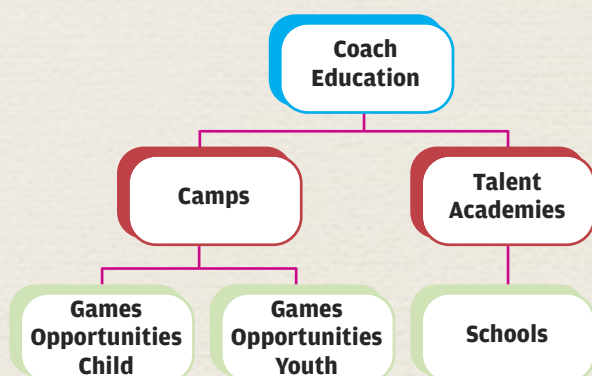 Coach
Education
Camps
Talent
Academies
Games
Opportunities
Child
Games
Opportunities
Youth
Schools